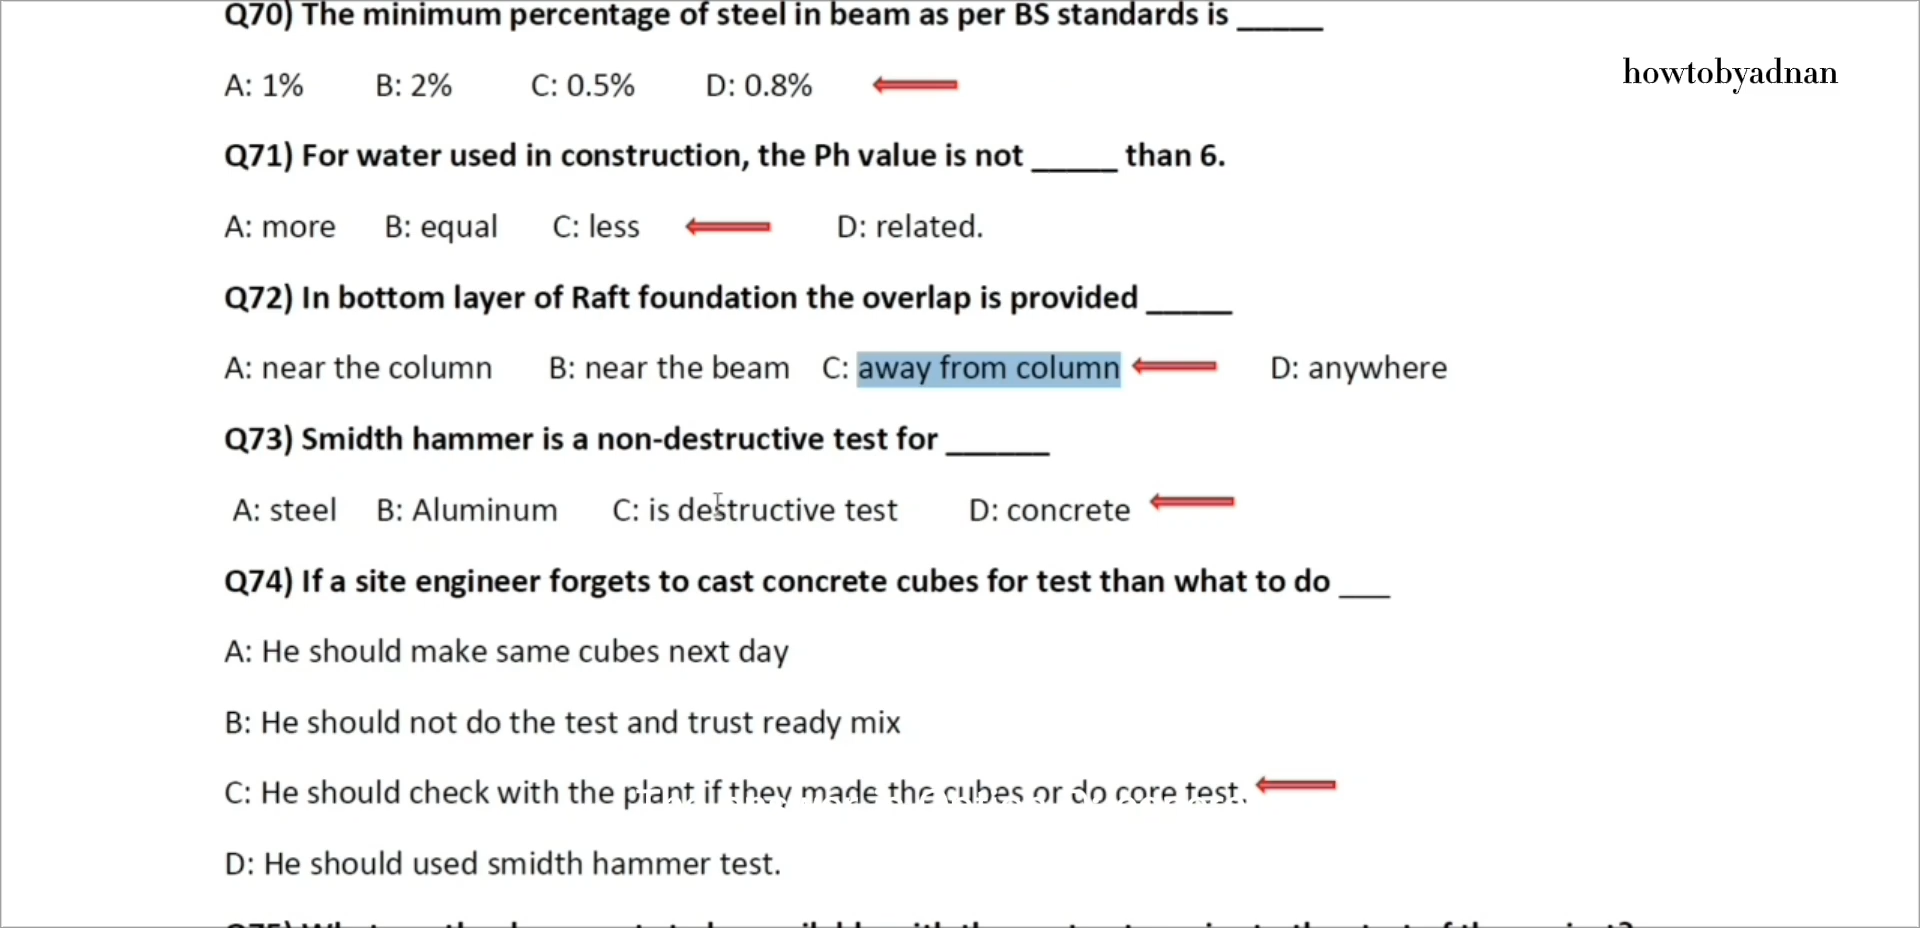 Q70) The minimum percentage of steel in beam as per BS standards is _____
howtobyadnan
A: 1% B: 2% C: 0.5% D: 0.8%
Q71) For water used in construction, the Ph value is not _____ than 6.
A: more B: equal C: less D: related.
Q72) In bottom layer of Raft foundation the overlap is provided _____
A: near the column B: near the beam C: away from column D: anywhere
Q73) Smidth hammer is a non-destructive test for ______
A: steel B: Aluminum C: is destructive test D: concrete
Q74) If a site engineer forgets to cast concrete cubes for test than what to do ___
A: He should make same cubes next day
B: He should not do the test and trust ready mix
C: He should check with the plant if they made the cubes or do core test.
D: He should used smidth hammer test.